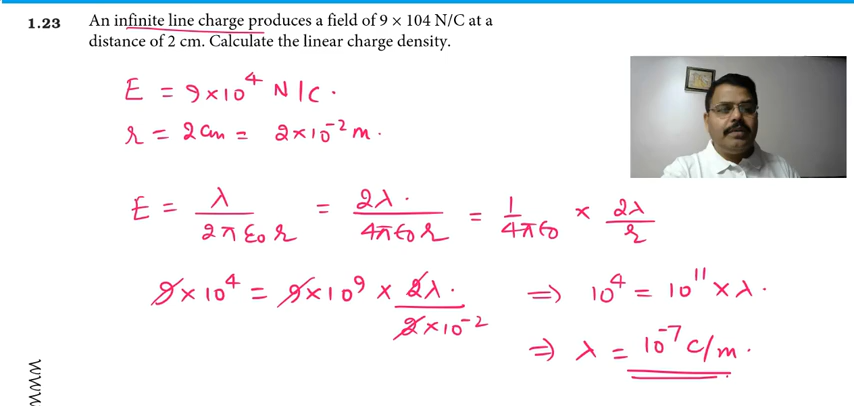 1.23 An infinite line charge produces a field of 9 × 104 N/C at a
distance of 2 cm. Calculate the linear charge density.
E = 9×10⁴ N/C.
r = 2cm = 2×10⁻² m.
E = λ / 2πε₀r = 2λ. / 4πε₀r = 1/4πε₀ × 2λ/r
9×10⁴ = 9×10⁹ × 2λ. / 2×10⁻² ⇒ 10⁴ = 10¹¹ × λ.
⇒ λ = 10⁻⁷ C/m.
www